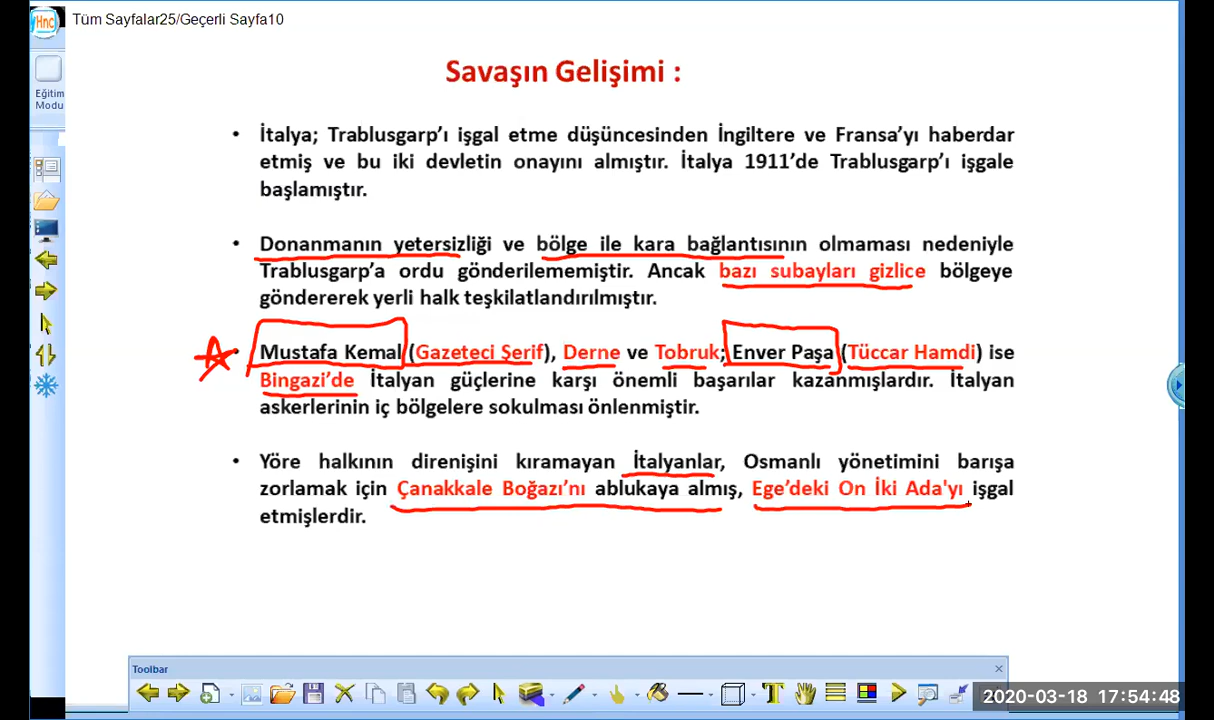 Hnc
Tüm Sayfalar25/Geçerli Sayfa10
Eğitim
Modu
Savaşın Gelişimi :
• İtalya; Trablusgarp’ı işgal etme düşüncesinden İngiltere ve Fransa’yı haberdar
etmiş ve bu iki devletin onayını almıştır. İtalya 1911’de Trablusgarp’ı işgale
başlamıştır.
• Donanmanın yetersizliği ve bölge ile kara bağlantısının olmaması nedeniyle
Trablusgarp’a ordu gönderilememiştir. Ancak bazı subayları gizlice bölgeye
göndererek yerli halk teşkilatlandırılmıştır.
• Mustafa Kemal (Gazeteci Şerif), Derne ve Tobruk; Enver Paşa (Tüccar Hamdi) ise
Bingazi’de İtalyan güçlerine karşı önemli başarılar kazanmışlardır. İtalyan
askerlerinin iç bölgelere sokulması önlenmiştir.
• Yöre halkının direnişini kıramayan İtalyanlar, Osmanlı yönetimini barışa
zorlamak için Çanakkale Boğazı’nı ablukaya almış, Ege’deki On İki Ada'yı işgal
etmişlerdir.
Toolbar
2020-03-18 17:54:48